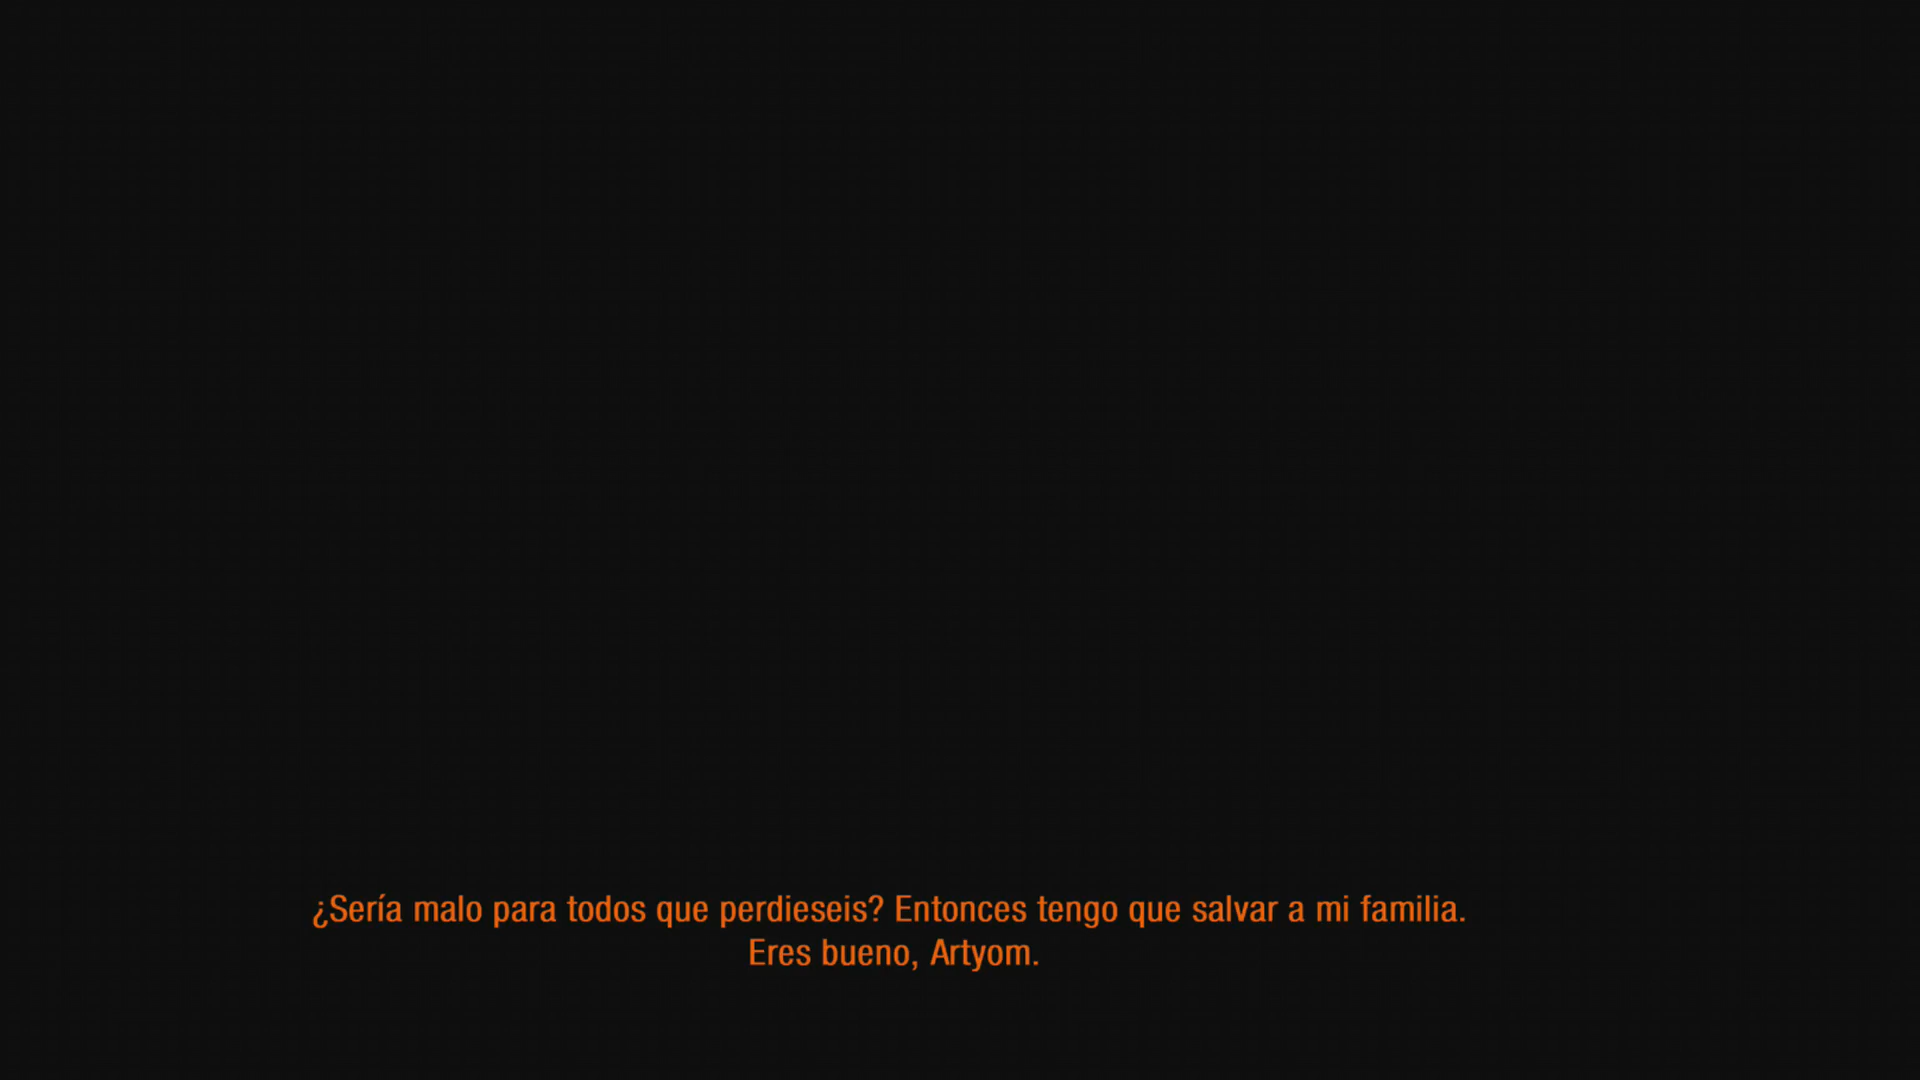 ¿Sería malo para todos que perdieseis? Entonces tengo que salvar a mi familia.
Eres bueno, Artyom.